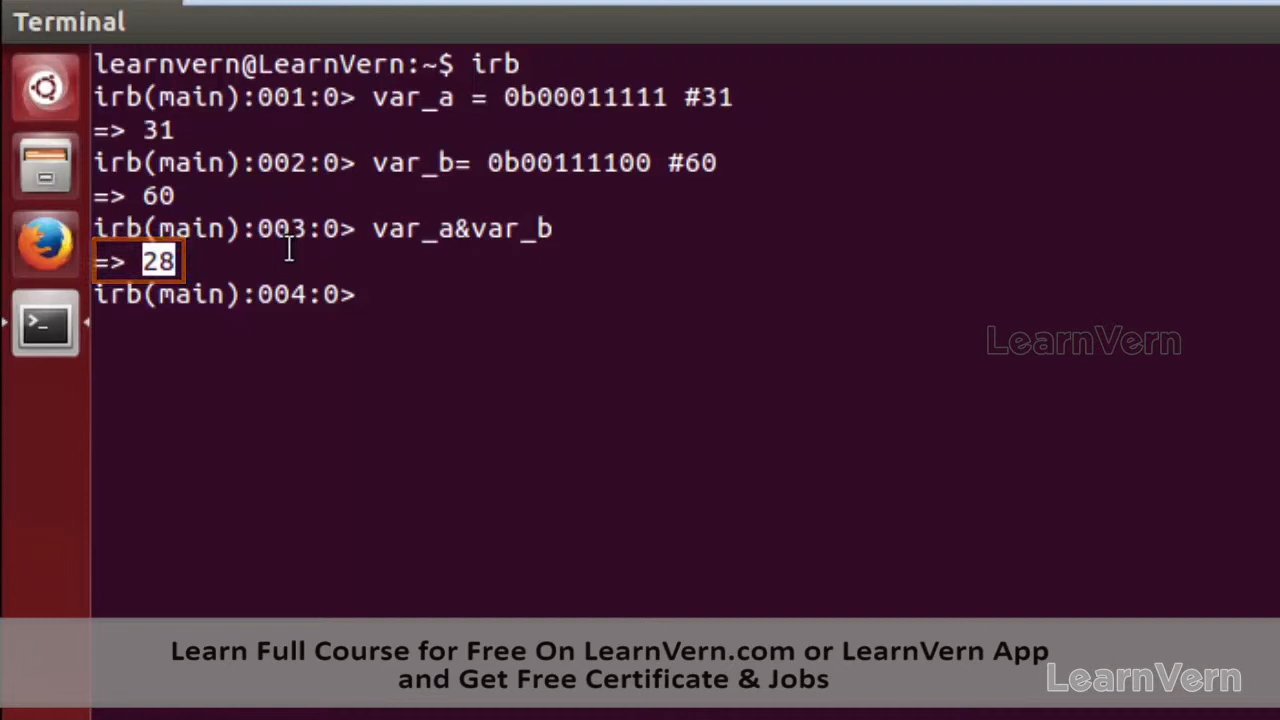 Terminal
learnvern@LearnVern:~$ irb
irb(main):001:0> var_a = 0b00011111 #31
=> 31
irb(main):002:0> var_b= 0b00111100 #60
=> 60
irb(main):003:0> var_a&var_b
=> 28
irb(main):004:0>
LearnVern
Learn Full Course for Free On LearnVern.com or LearnVern App
and Get Free Certificate & Jobs
LearnVern